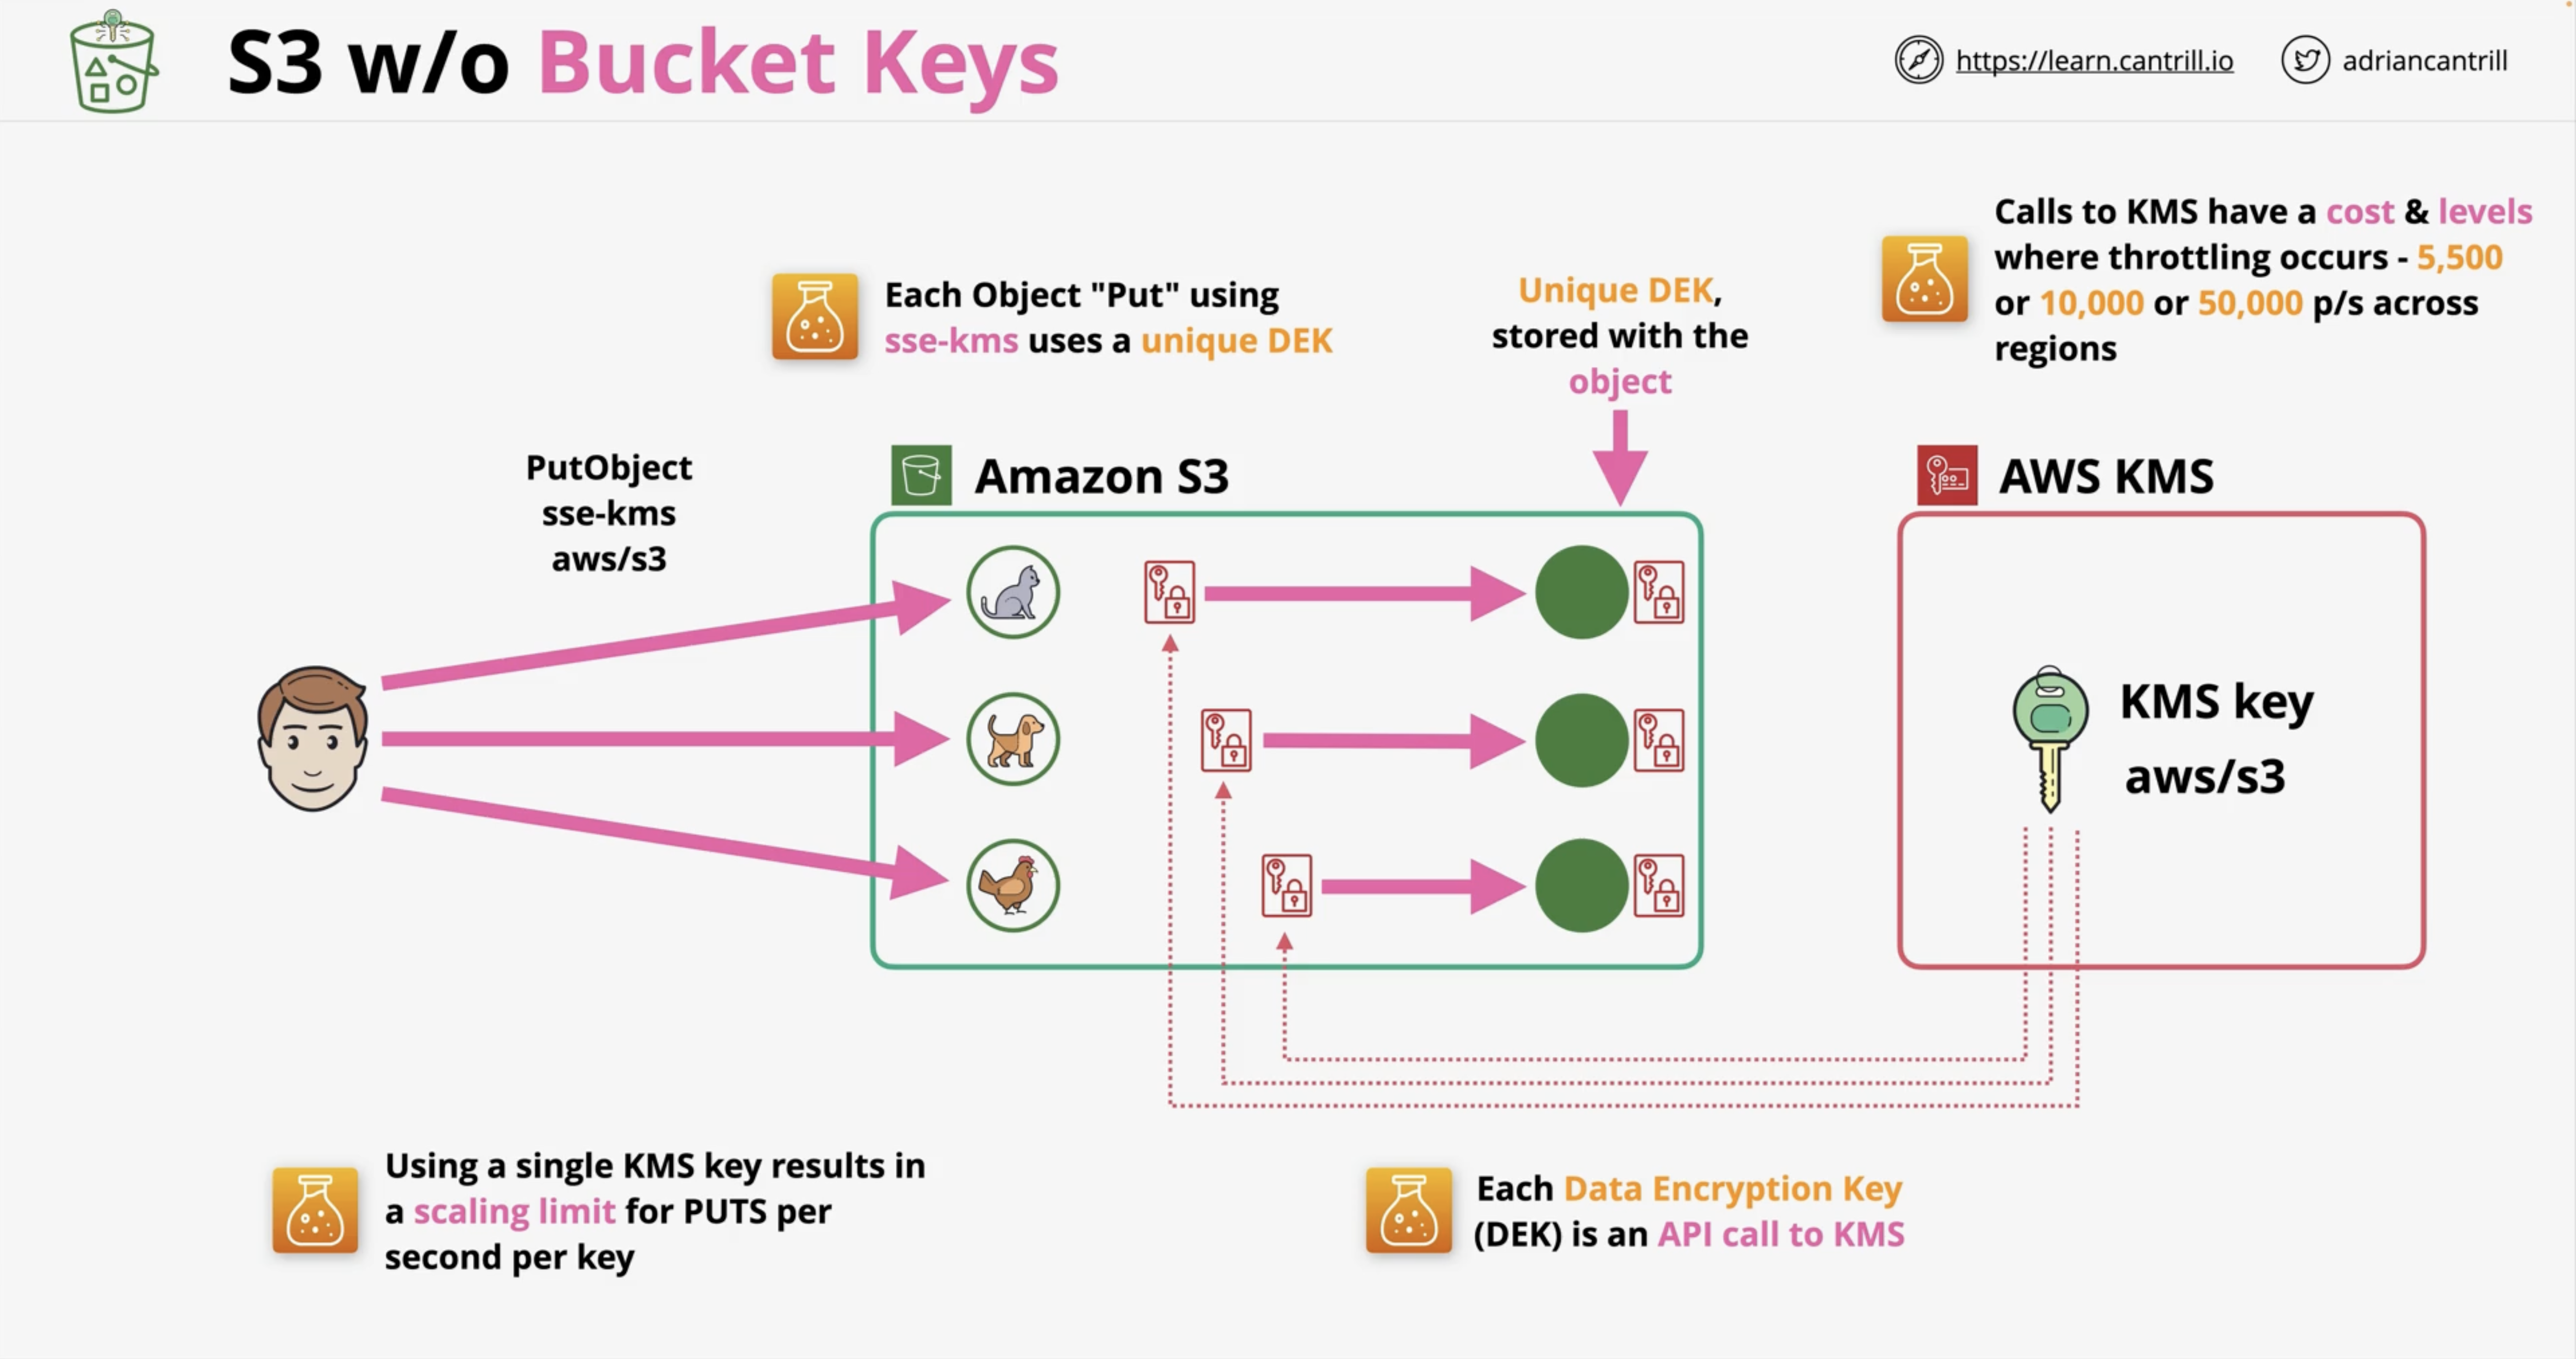 S3 w/o Bucket Keys
https://learn.cantrill.io
adriancantrill
Calls to KMS have a cost & levels
where throttling occurs - 5,500
or 10,000 or 50,000 p/s across
regions
Each Object "Put" using
sse-kms uses a unique DEK
Unique DEK,
stored with the
object
PutObject
sse-kms
aws/s3
Amazon S3
AWS KMS
KMS key
aws/s3
Using a single KMS key results in
a scaling limit for PUTS per
second per key
Each Data Encryption Key
(DEK) is an API call to KMS